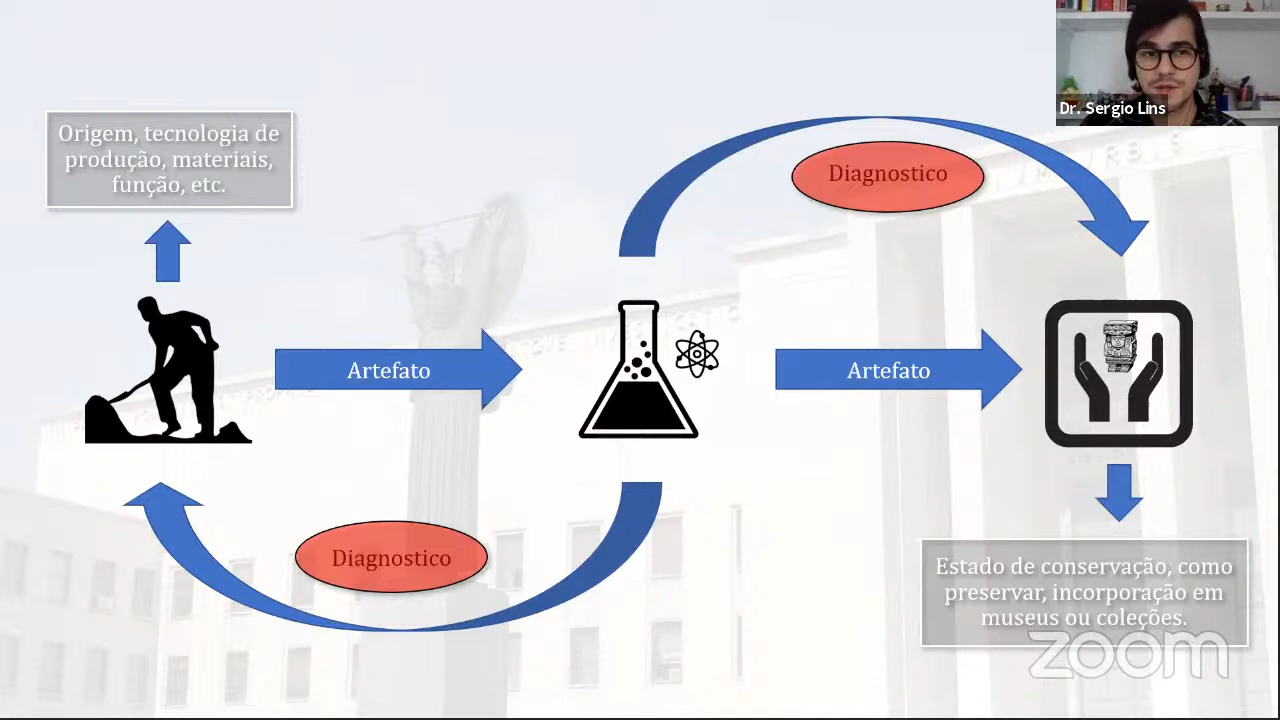 Dr. Sergio Lins
Origem, tecnologia de
produção, materiais,
função, etc.
Diagnostico
Artefato
Artefato
Diagnostico
Estado de conservação, como
preservar, incorporação em
museus ou coleções.
zoom